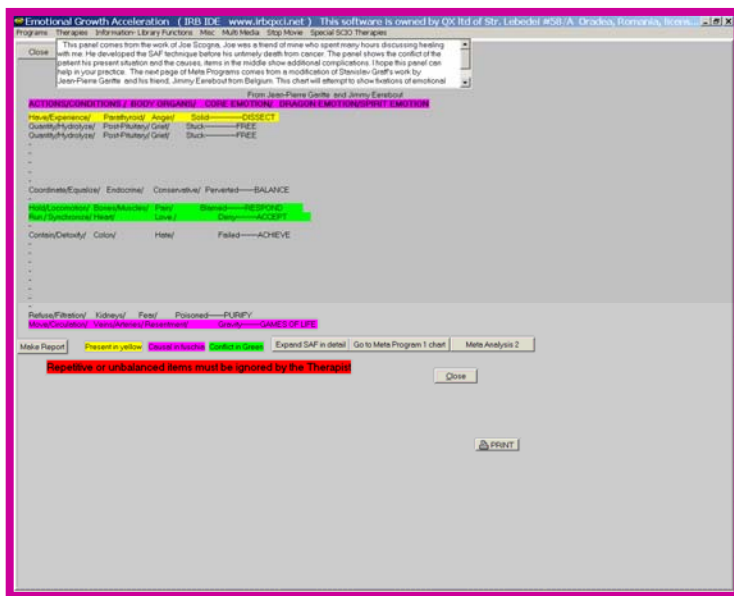 Emotional Growth Acceleration ( IRB IDE www.irbqxci.net ) This software is owned by QX ltd of Str. Lebedei #58/A Oradea, Romania, licens...
Programs Therapies Information- Library Functions Misc Multi Media Stop Movie Special SCIO Therapies
Close
This panel comes from the work of Joe Scogna, Joe was a friend of mine who spent many hours discussing healing
with me. He developed the SAF technique before his untimely death from cancer. The panel shows the conflict of the
patient his present situation and the causes, items in the middle show additional complications. I hope this panel can
help in your practice. The next page of Meta Programs comes from a modification of Stanislav Graff's work by
Jean-Pierre Garitte and his friend, Jimmy Eerebout from Belgium. This chart will attempt to show fixations of emotional
From Jean-Pierre Garitte and Jimmy Eerebout
ACTIONS/CONDITIONS / BODY ORGANS/ CORE EMOTION/ DRAGON EMOTION/SPIRIT EMOTION
Have/Experience/ Parathyroid/ Anger/ Solid--------DISSECT
Quantity/Hydrolyze/ Post-Pituitary/ Grief/ Stuck--------FREE
Quantity/Hydrolyze/ Post-Pituitary/ Grief/ Stuck--------FREE
-
-
-
-
-
Coordinate/Equalize/ Endocrine/ Conservative/ Perverted-----BALANCE
-
Hold/Locomotion/ Bones/Muscles/ Pain/ Blamed-----RESPOND
Run / Synchronize/ Heart/ Love / Deny-----ACCEPT
-
Contain/Detoxify/ Colon/ Hate/ Failed-----ACHIEVE
-
-
-
-
-
-
-
Refuse/Filtration/ Kidneys/ Fear/ Poisoned-----PURIFY
Move/Circulation/ Veins/Arteries/ Resentment/ Gravity-----GAMES OF LIFE
Make Report Present in yellow Causal in fuschia Conflict in Green Expand SAF in detail Go to Meta Program 1 chart Meta Analysis 2
Repetitive or unbalanced items must be ignored by the Therapist
Close
PRINT